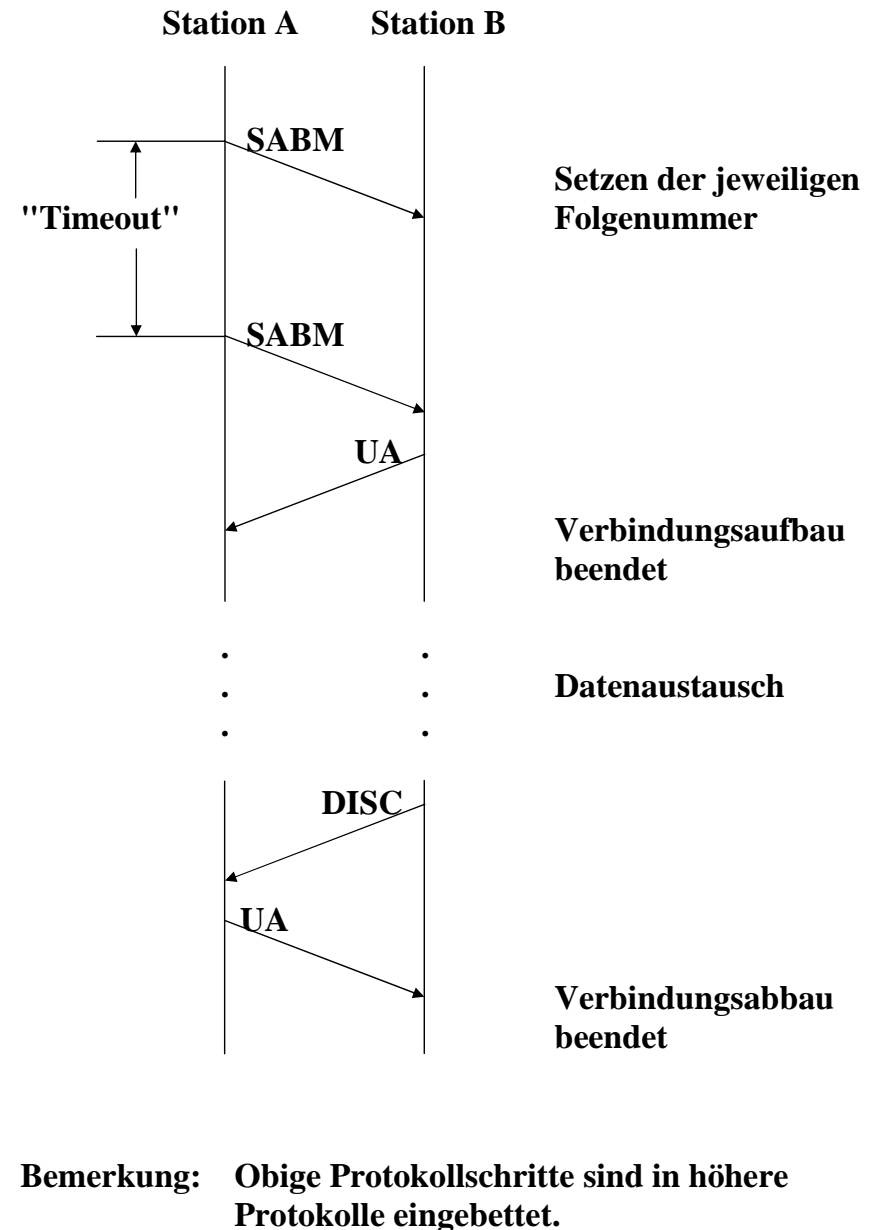 Station A Station B
SABM
Setzen der jeweiligen
"Timeout" Folgenummer
SABM
UA
Verbindungsaufbau
beendet
. .
. . Datenaustausch
. .
DISC
UA
Verbindungsabbau
beendet
Bemerkung: Obige Protokollschritte sind in höhere
Protokolle eingebettet.